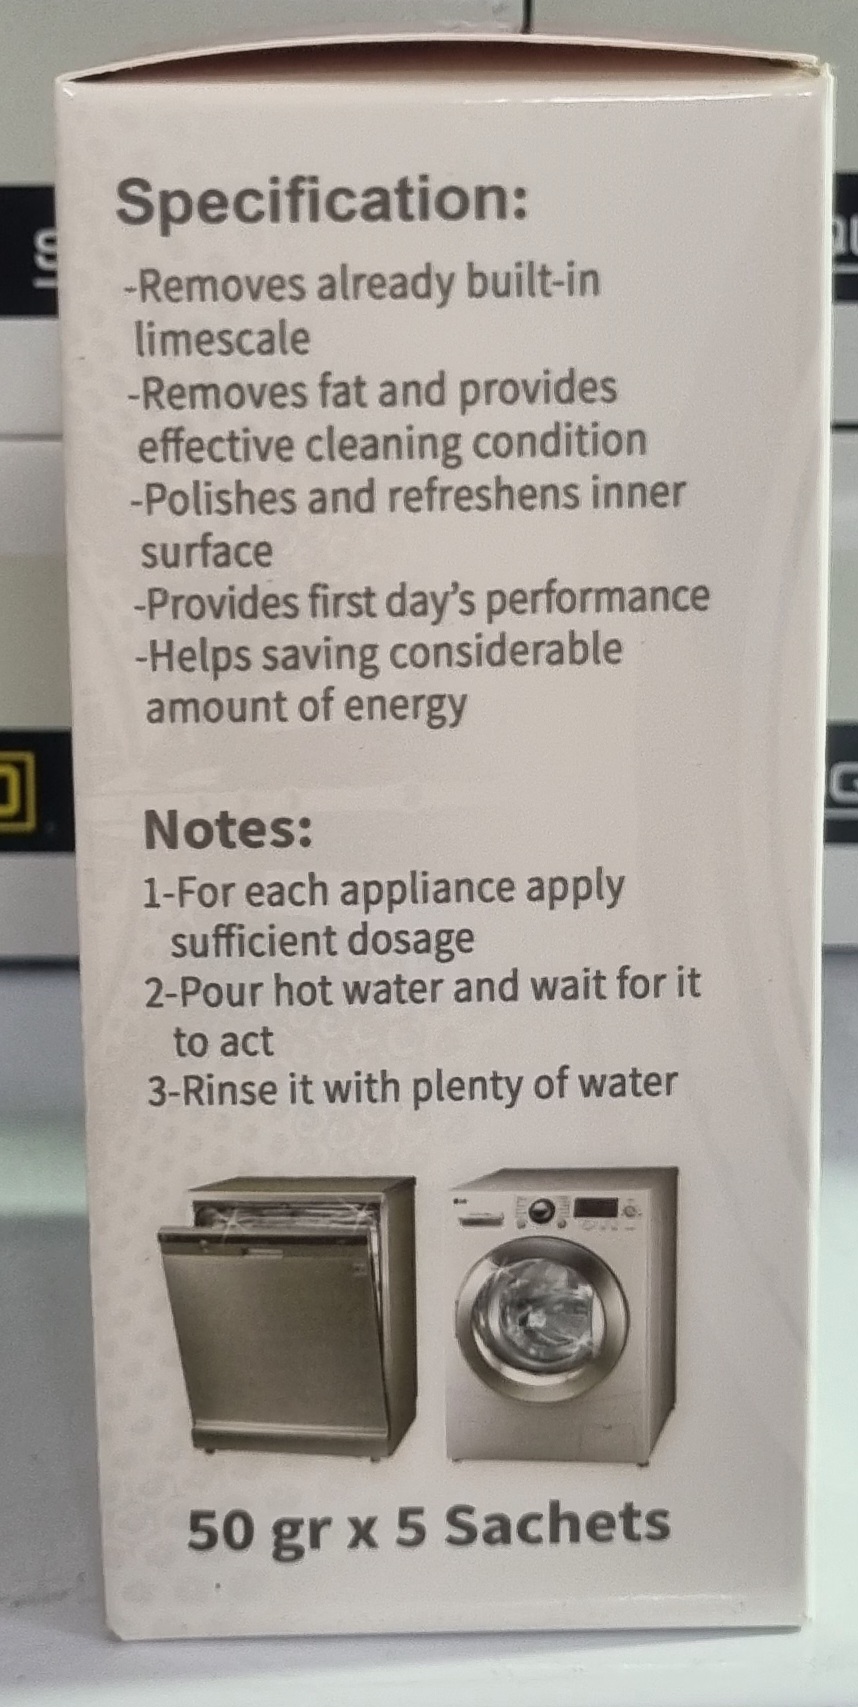 Specification:
-Removes already built-in
limescale
-Removes fat and provides
effective cleaning condition
-Polishes and refreshens inner
surface
-Provides first day's performance
-Helps saving considerable
amount of energy
Notes:
1-For each appliance apply
sufficient dosage
2-Pour hot water and wait for it
to act
3-Rinse it with plenty of water
50 gr x 5 Sachets